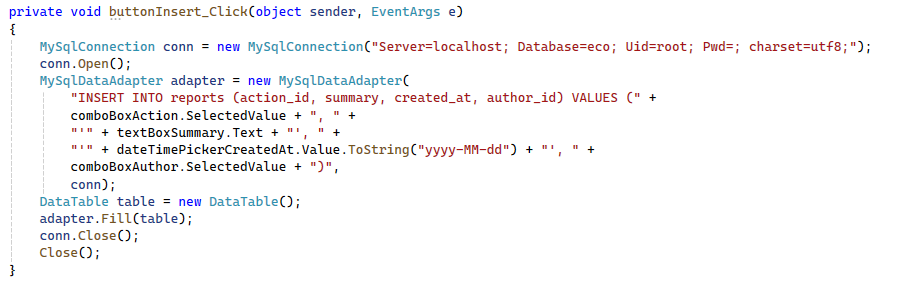 private void buttonInsert_Click(object sender, EventArgs e)
{
    MySqlConnection conn = new MySqlConnection("Server=localhost; Database=eco; Uid=root; Pwd=; charset=utf8;");
    conn.Open();
    MySqlDataAdapter adapter = new MySqlDataAdapter(
        "INSERT INTO reports (action_id, summary, created_at, author_id) VALUES (" +
        comboBoxAction.SelectedValue + ", " +
        "'" + textBoxSummary.Text + "', " +
        "'" + dateTimePickerCreatedAt.Value.ToString("yyyy-MM-dd") + "', " +
        comboBoxAuthor.SelectedValue + ")",
        conn);
    DataTable table = new DataTable();
    adapter.Fill(table);
    conn.Close();
    Close();
}